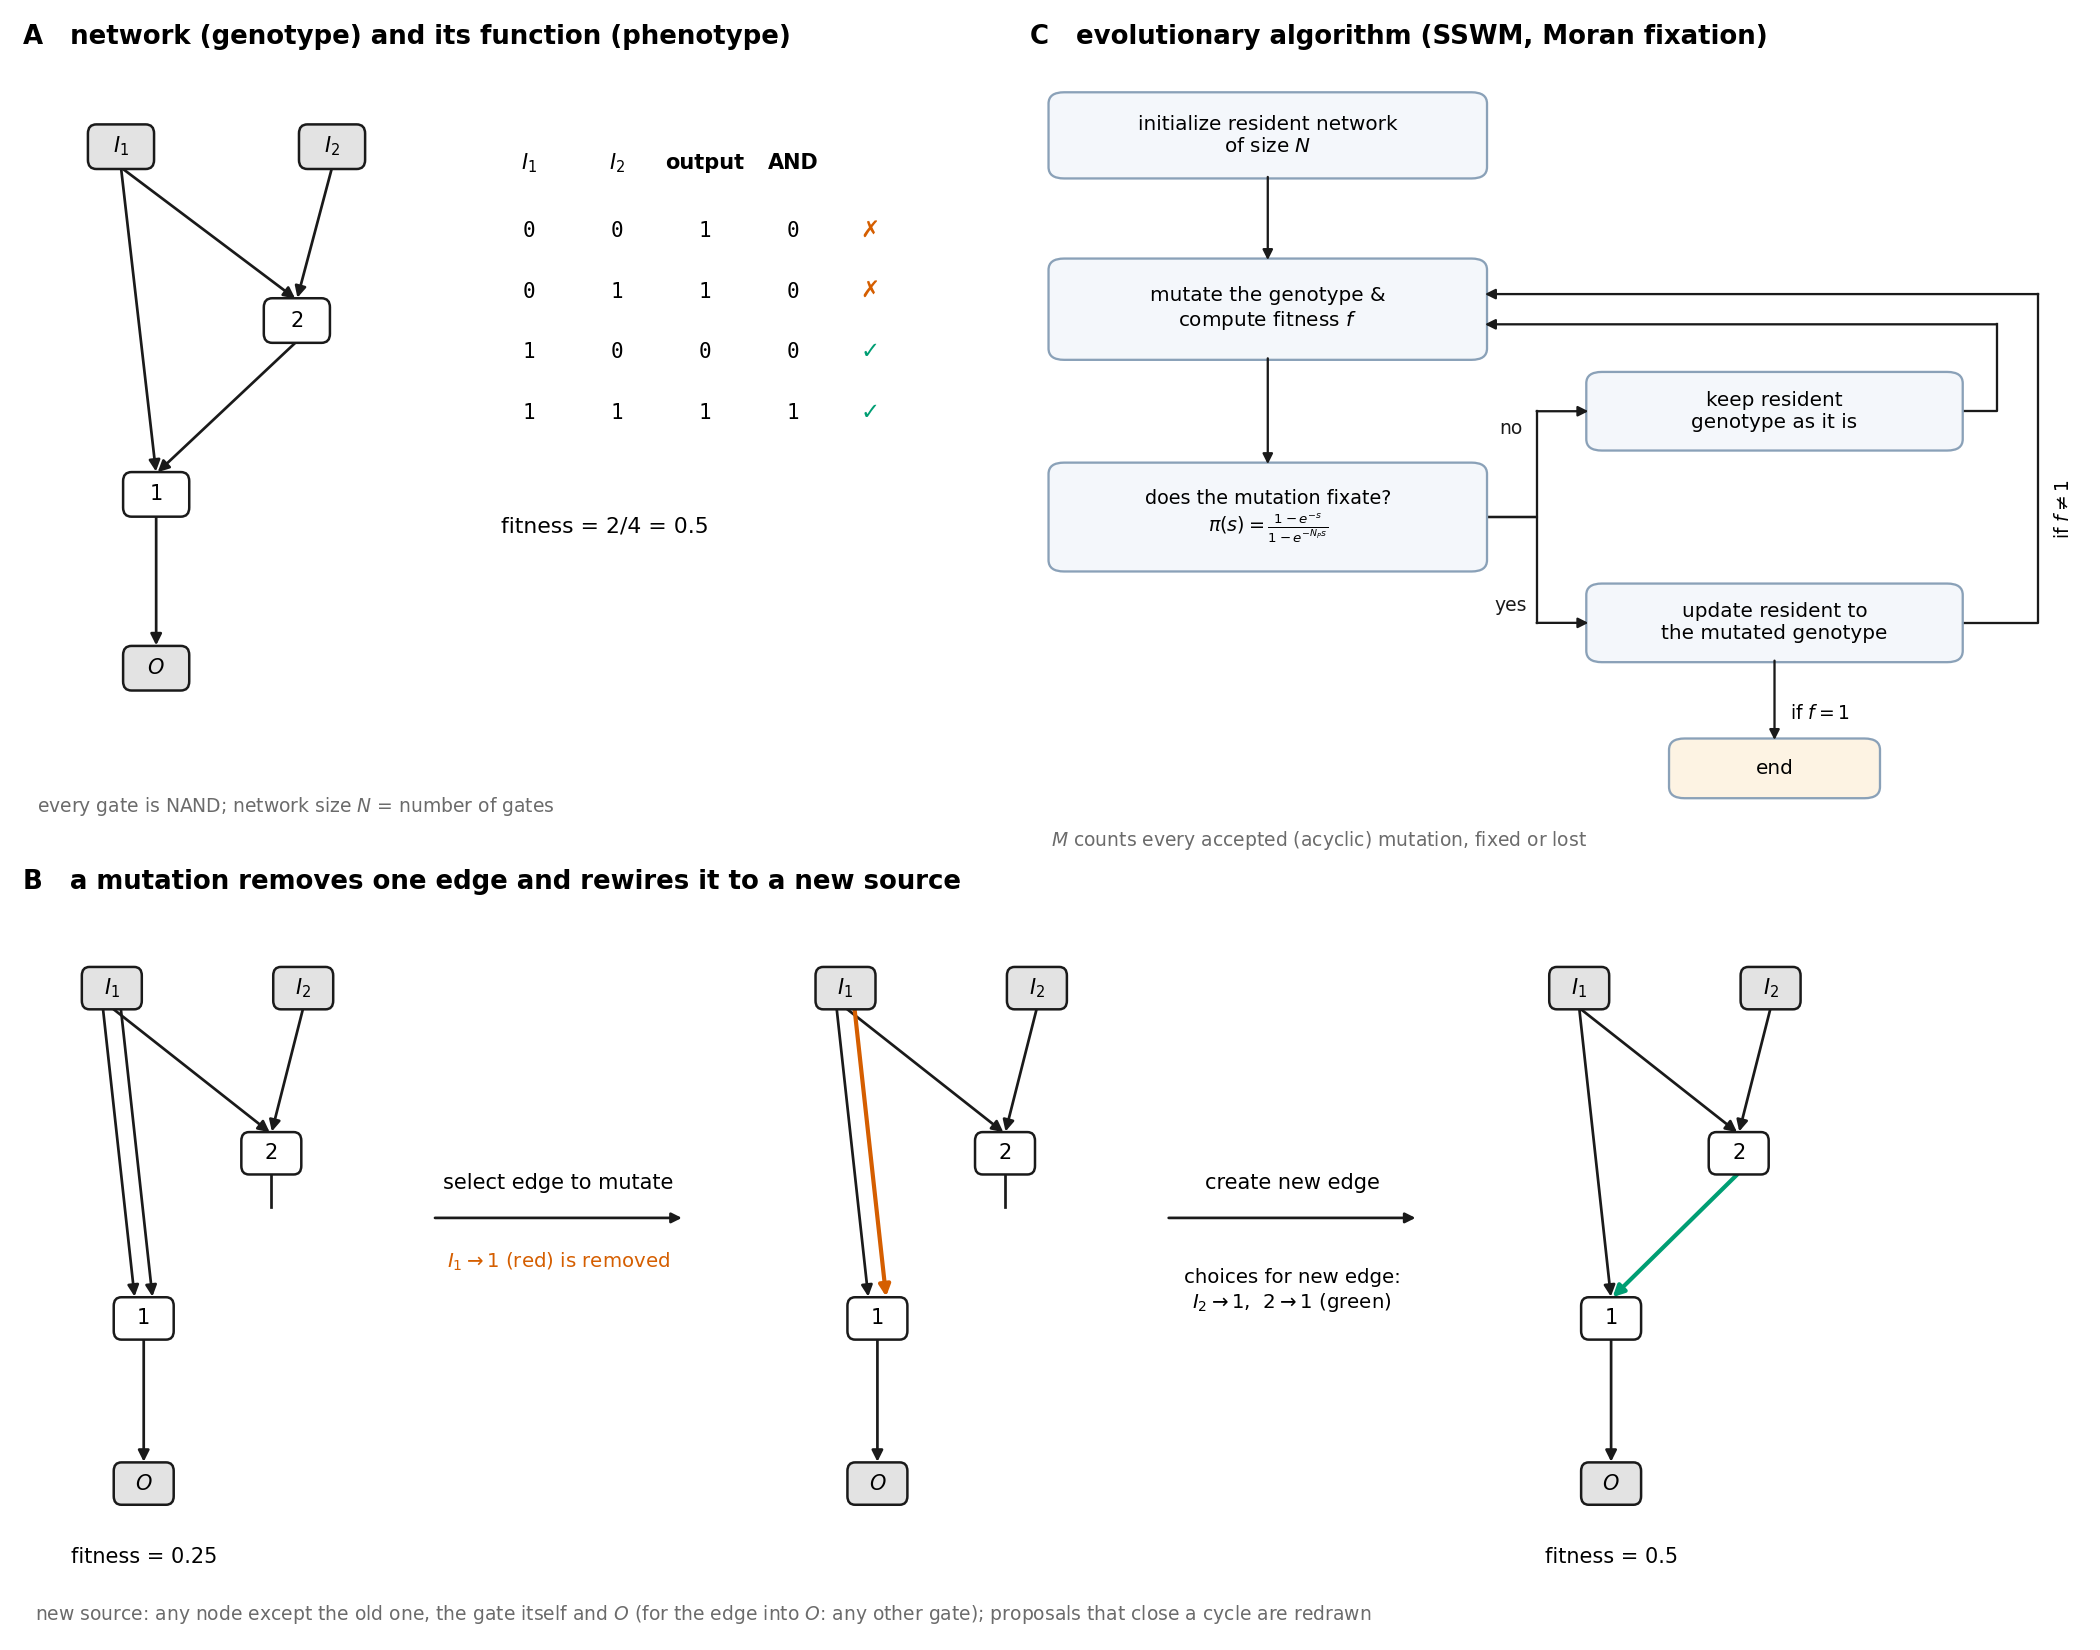 A network (genotype) and its function (phenotype)
I₁
I₂
2
1
O
I₁ I₂ output AND
0 0 1 0 ✗
0 1 1 0 ✗
1 0 0 0 ✓
1 1 1 1 ✓
fitness = 2/4 = 0.5
every gate is NAND; network size N = number of gates
C evolutionary algorithm (SSWM, Moran fixation)
initialize resident network
of size N
mutate the genotype &
compute fitness f
does the mutation fixate?
π(s) = (1−e^{−s})/(1−e^{−N_P s})
no
keep resident
genotype as it is
yes
update resident to
the mutated genotype
if f ≠ 1
if f = 1
end
M counts every accepted (acyclic) mutation, fixed or lost
B a mutation removes one edge and rewires it to a new source
I₁
I₂
2
1
O
fitness = 0.25
select edge to mutate
I₁→1 (red) is removed
I₁
I₂
2
1
O
create new edge
choices for new edge:
I₂→1, 2→1 (green)
I₁
I₂
2
1
O
fitness = 0.5
new source: any node except the old one, the gate itself and O (for the edge into O: any other gate); proposals that close a cycle are redrawn